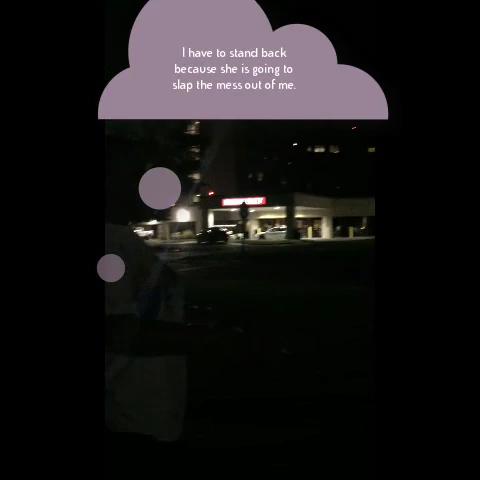 I have to stand back
because she is going to
slap the mess out of me.